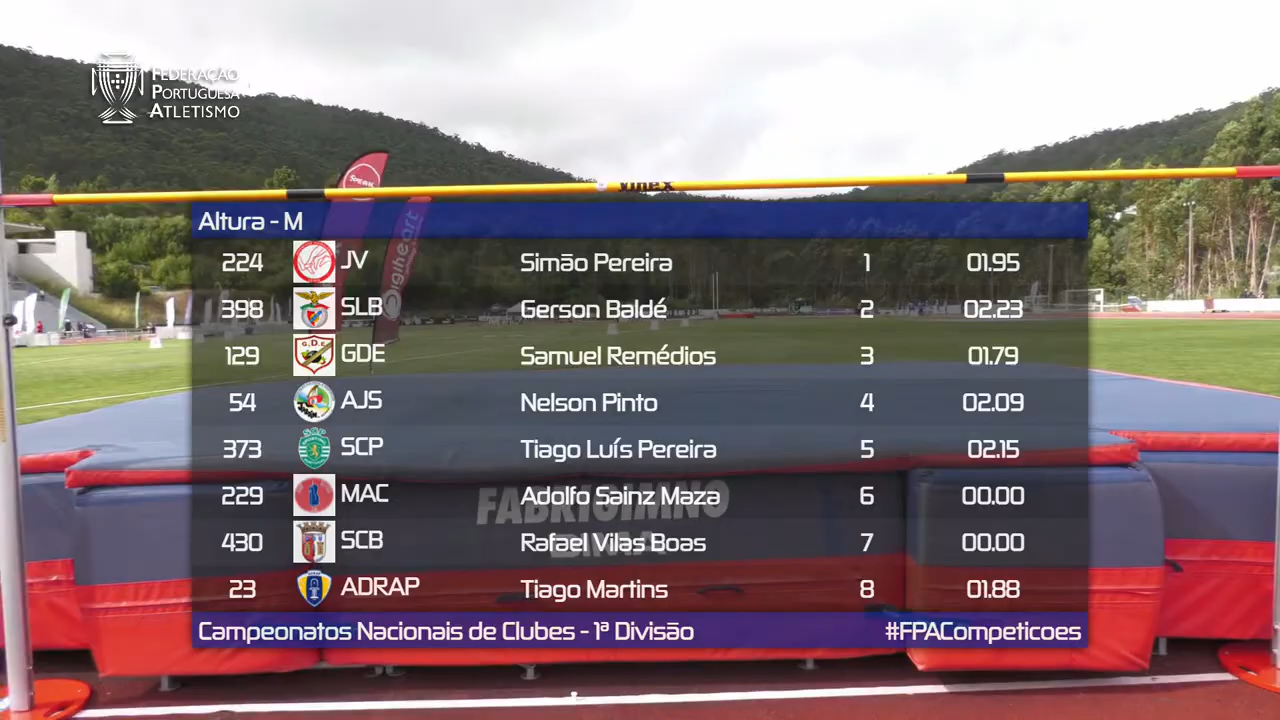 FEDERAÇÃO
PORTUGUESA
ATLETISMO
vinex
Altura - M
224 JV Simão Pereira 1 01.95
398 SLB Gerson Baldé 2 02.23
129 GDE Samuel Remédios 3 01.79
54 AJS Nelson Pinto 4 02.09
373 SCP Tiago Luís Pereira 5 02.15
229 MAC Adolfo Sainz Maza 6 00.00
430 SCB Rafael Vilas Boas 7 00.00
23 ADRAP Tiago Martins 8 01.88
Campeonatos Nacionais de Clubes - 1ª Divisão #FPACompeticoes
digiheart